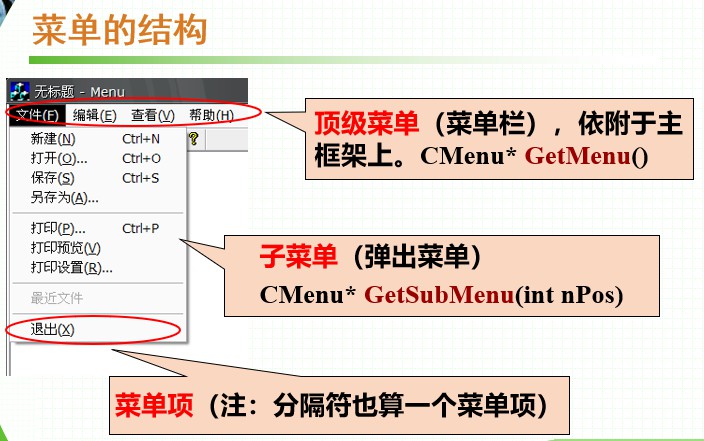 菜单的结构
无标题 - Menu
文件(F) 编辑(E) 查看(V) 帮助(H)
新建(N) Ctrl+N
打开(O)... Ctrl+O
保存(S) Ctrl+S
另存为(A)...
打印(P)... Ctrl+P
打印预览(V)
打印设置(R)...
最近文件
退出(X)
顶级菜单（菜单栏），依附于主
框架上。CMenu* GetMenu()
子菜单（弹出菜单）
CMenu* GetSubMenu(int nPos)
菜单项（注：分隔符也算一个菜单项）